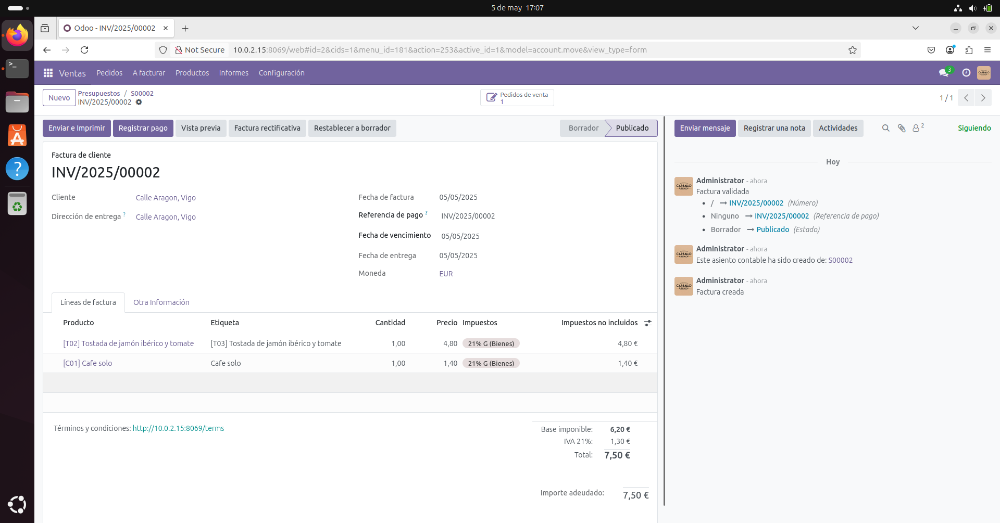 5 de may 17:07
Odoo - INV/2025/00002
Not Secure 10.0.2.15:8069/web#id=2&cids=1&menu_id=181&action=253&active_id=1&model=account.move&view_type=form
Ventas Pedidos A facturar Productos Informes Configuración 3
Nuevo Presupuestos / S00002
INV/2025/00002
Pedidos de venta
1
1 / 1
Enviar e Imprimir Registrar pago Vista previa Factura rectificativa Restablecer a borrador Borrador Publicado
Factura de cliente
INV/2025/00002
Cliente Calle Aragon, Vigo
Dirección de entrega ? Calle Aragon, Vigo
Fecha de factura 05/05/2025
Referencia de pago ? INV/2025/00002
Fecha de vencimiento 05/05/2025
Fecha de entrega 05/05/2025
Moneda EUR
Líneas de factura Otra Información
Producto Etiqueta Cantidad Precio Impuestos Impuestos no incluidos
[T02] Tostada de jamón ibérico y tomate [T03] Tostada de jamón ibérico y tomate 1,00 4,80 21% G (Bienes) 4,80 €
[C01] Cafe solo Cafe solo 1,00 1,40 21% G (Bienes) 1,40 €
Términos y condiciones: http://10.0.2.15:8069/terms
Base imponible: 6,20 €
IVA 21%: 1,30 €
Total: 7,50 €
Importe adeudado: 7,50 €
Enviar mensaje Registrar una nota Actividades 2 Siguiendo
Hoy
Administrator - ahora
Factura validada
/ → INV/2025/00002 (Número)
Ninguno → INV/2025/00002 (Referencia de pago)
Borrador → Publicado (Estado)
Administrator - ahora
Este asiento contable ha sido creado de: S00002
Administrator - ahora
Factura creada
CARBALLO
BRUNCH